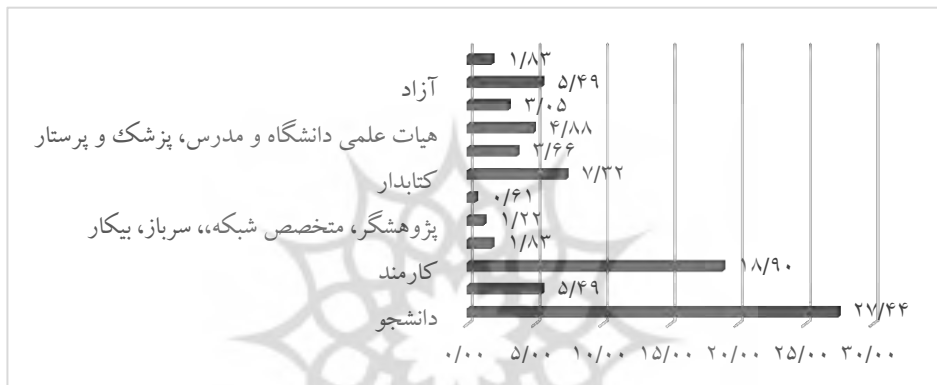 ۱/۸۳
آزاد ۵/۴۹
۳/۰۵
هیات علمی دانشگاه و مدرس، پزشک و پرستار ۴/۸۸
۳/۶۶
کتابدار ۷/۳۲
۰/۶۱
پژوهشگر، متخصص شبکه،، سرباز، بیکار ۱/۲۲
۱/۸۳
کارمند ۱۸/۹۰
۵/۴۹
دانشجو ۲۷/۴۴
۰/۰۰ ۵/۰۰ ۱۰/۰۰ ۱۵/۰۰ ۲۰/۰۰ ۲۵/۰۰ ۳۰/۰۰